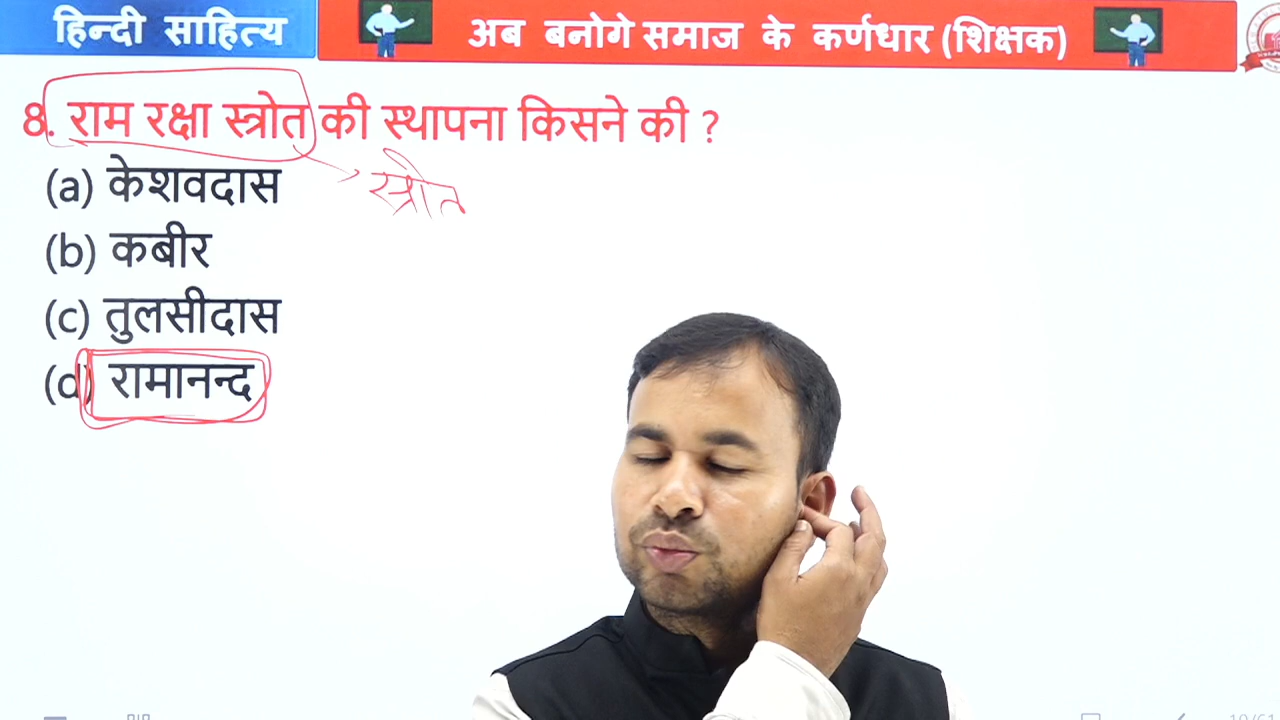 हिन्दी साहित्य
अब बनोगे समाज के कर्णधार (शिक्षक)
8. राम रक्षा स्त्रोत की स्थापना किसने की ?
स्त्रोत
(a) केशवदास
(b) कबीर
(c) तुलसीदास
(d) रामानन्द